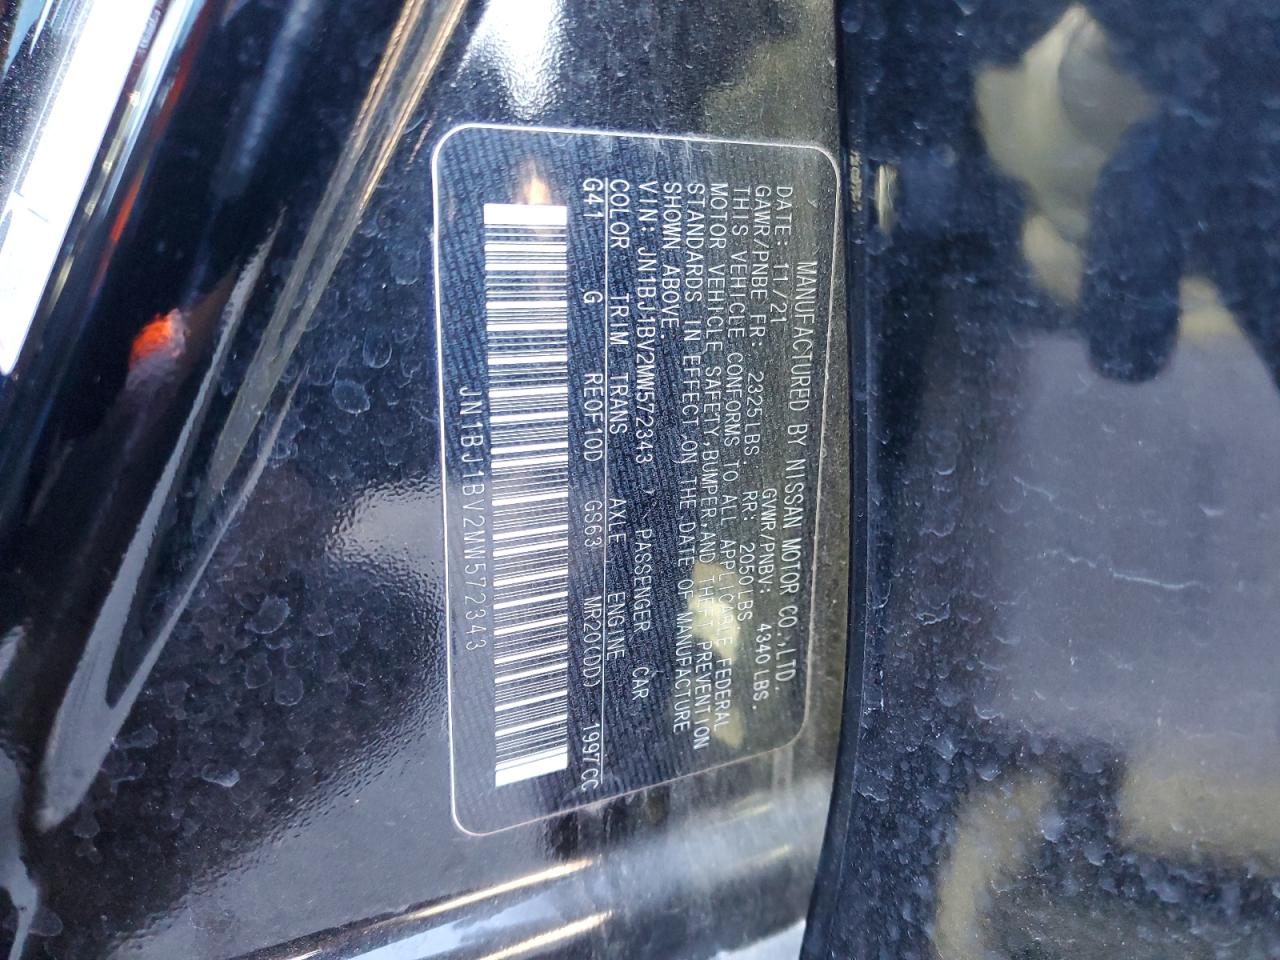 MANUFACTURED BY NISSAN MOTOR CO.,LTD.
DATE: 11/21 GVWR/PNBV: 4340 LBS.
GAWR/PNBE FR: 2325 LBS. RR: 2050 LBS
THIS VEHICLE CONFORMS TO ALL APPLICABLE FEDERAL
MOTOR VEHICLE SAFETY,BUMPER,AND THEFT PREVENTION
STANDARDS IN EFFECT ON THE DATE OF MANUFACTURE
SHOWN ABOVE.
VIN: JN1BJ1BV2MW572343 PASSENGER CAR
COLOR TRIM TRANS AXLE ENGINE
G41 G RE0F10D GS63 MR20(DD) 1997CC
JN1BJ1BV2MW572343